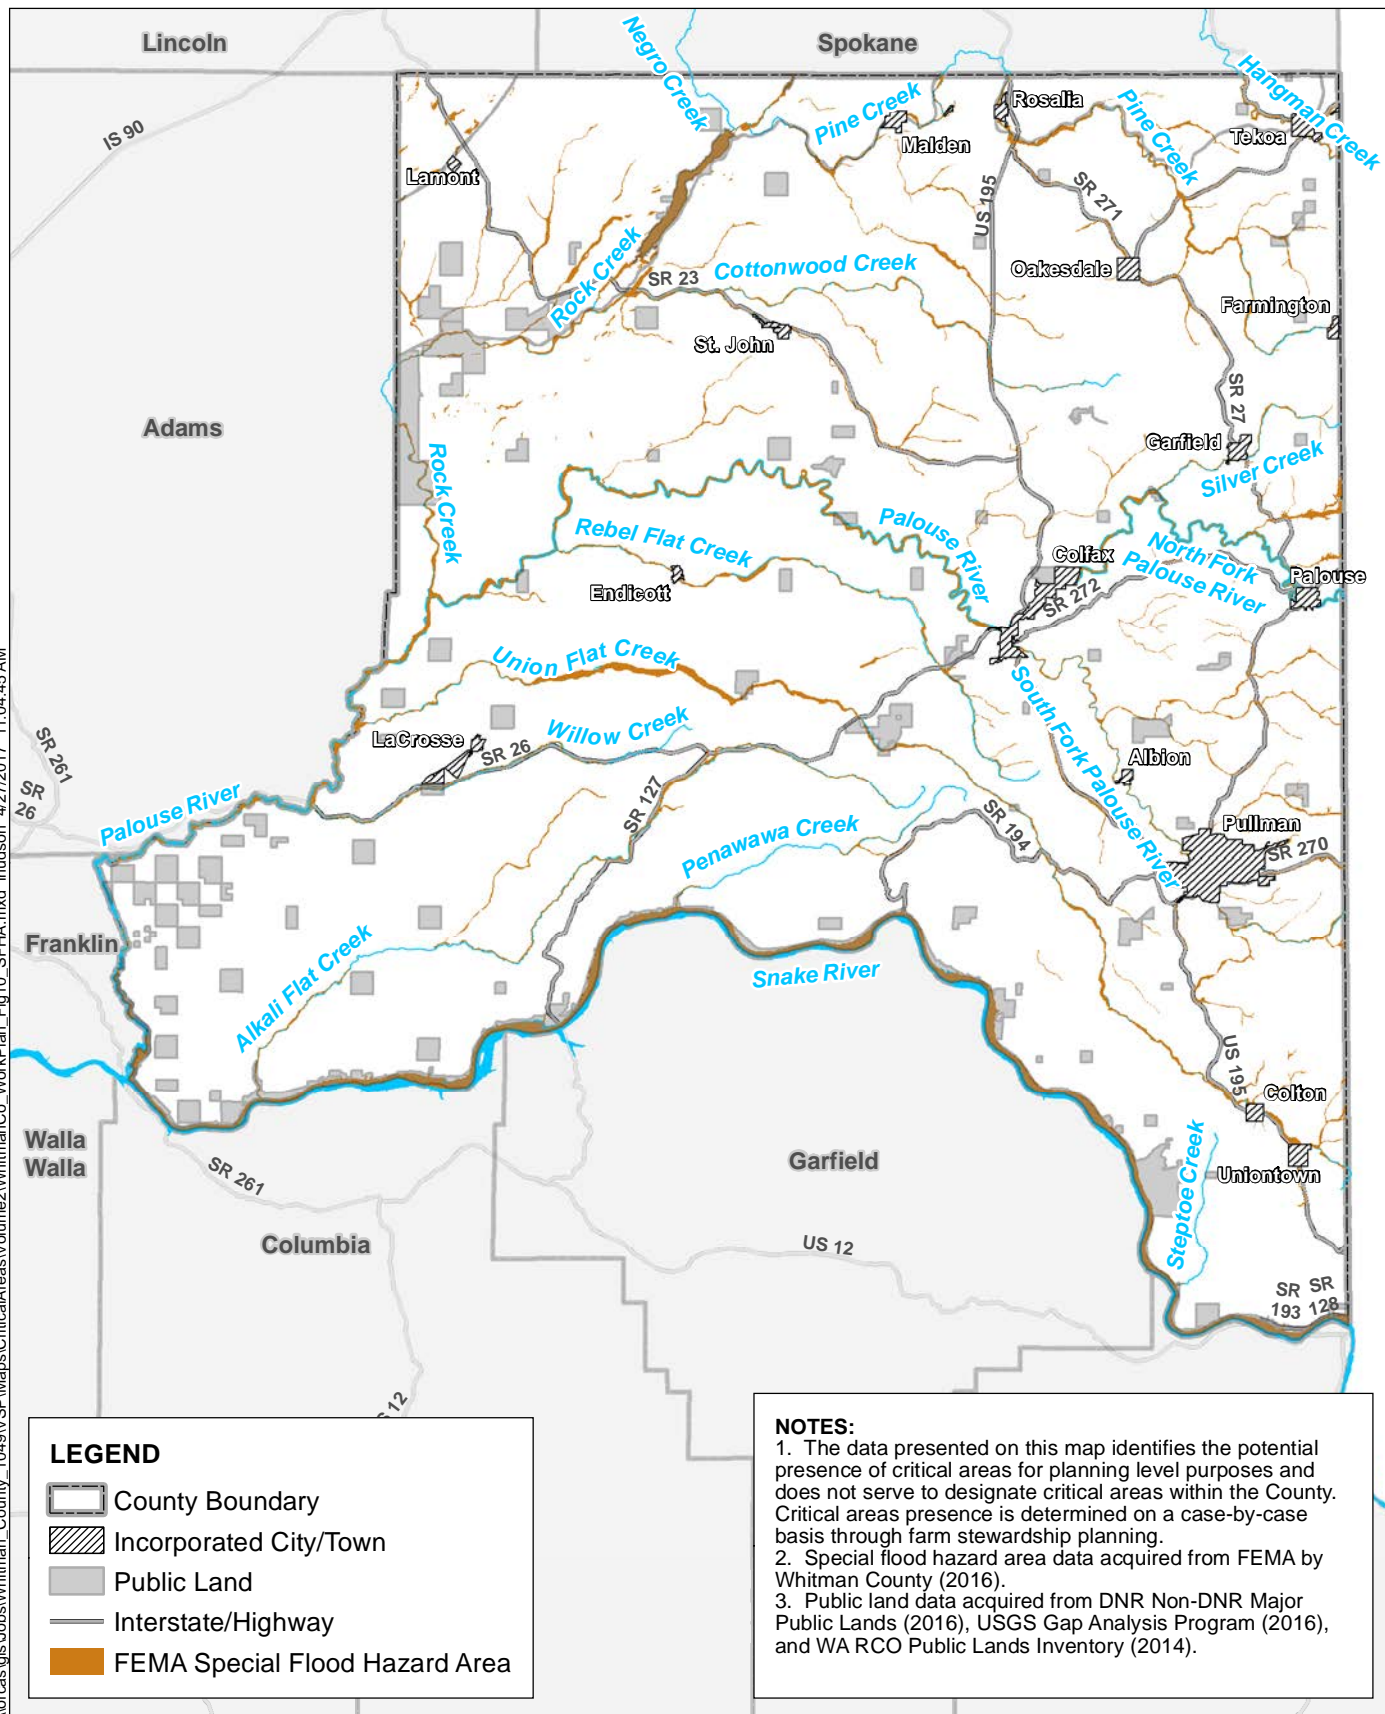 Lincoln
Spokane
Negro Creek
Hangman Creek
IS 90
Pine Creek
Rosalia
Pine Creek
Malden
Tekoa
Lamont
US 195
SR 271
Rock Creek
SR 23
Cottonwood Creek
Oakesdale
Farmington
St. John
SR 27
Adams
Garfield
Rock Creek
Silver Creek
Rebel Flat Creek
Palouse River
Colfax
North Fork
Palouse River
Palouse
Endicott
SR 272
Union Flat Creek
South Fork Palouse River
Willow Creek
LaCrosse
SR 26
Albion
SR 261
SR
26
Palouse River
SR 127
SR 194
Penawawa Creek
Pullman
SR 270
Franklin
Alkali Flat Creek
Snake River
US 195
Colton
Walla
Walla
SR 261
Garfield
Steptoe Creek
Uniontown
Columbia
US 12
SR SR
193 128
S 12
LEGEND
County Boundary
Incorporated City/Town
Public Land
Interstate/Highway
FEMA Special Flood Hazard Area
NOTES:
1. The data presented on this map identifies the potential
presence of critical areas for planning level purposes and
does not serve to designate critical areas within the County.
Critical areas presence is determined on a case-by-case
basis through farm stewardship planning.
2. Special flood hazard area data acquired from FEMA by
Whitman County (2016).
3. Public land data acquired from DNR Non-DNR Major
Public Lands (2016), USGS Gap Analysis Program (2016),
and WA RCO Public Lands Inventory (2014).